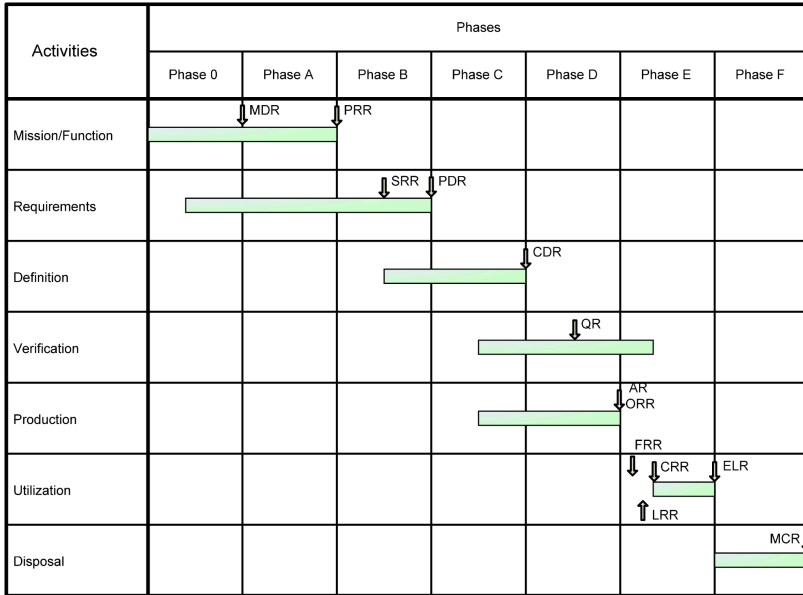 Activities
Phases
Phase 0
Phase A
Phase B
Phase C
Phase D
Phase E
Phase F
Mission/Function
MDR
PRR
Requirements
SRR
PDR
Definition
CDR
Verification
QR
Production
AR
ORR
Utilization
FRR
CRR
ELR
LRR
Disposal
MCR